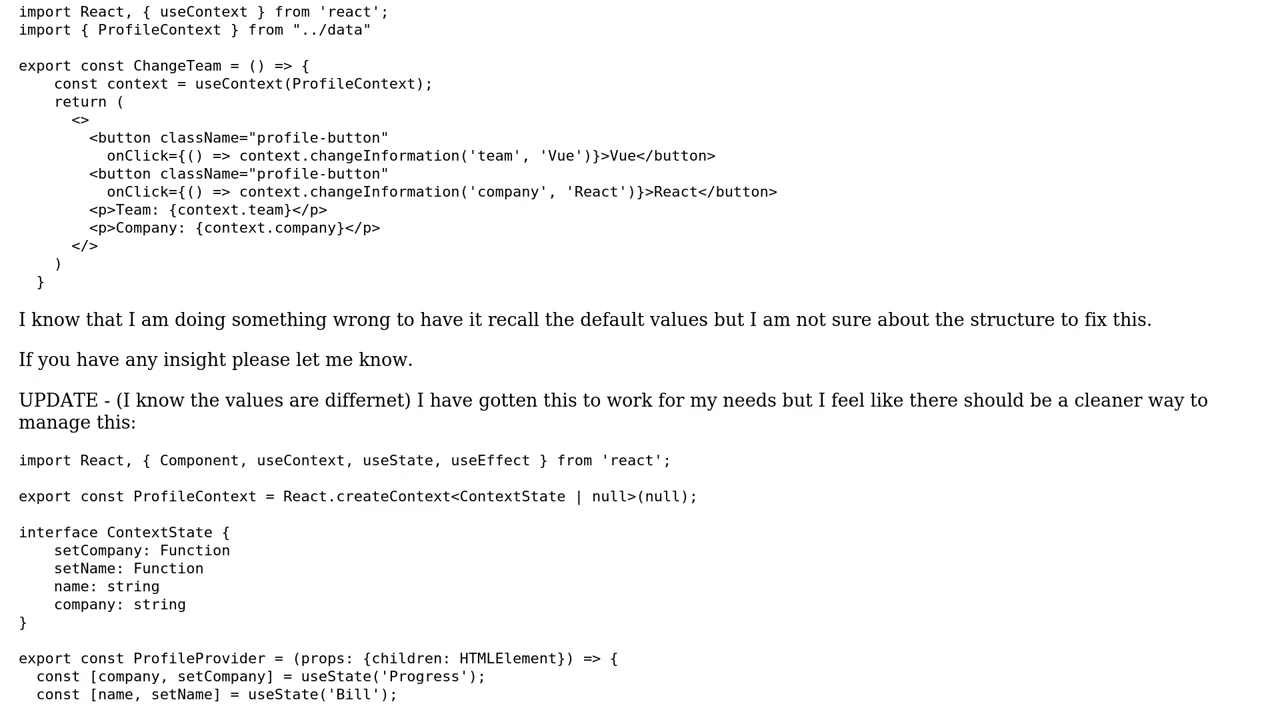 import React, { useContext } from 'react';
import { ProfileContext } from "../data"

export const ChangeTeam = () => {
    const context = useContext(ProfileContext);
    return (
      <>
        <button className="profile-button"
          onClick={() => context.changeInformation('team', 'Vue')}>Vue</button>
        <button className="profile-button"
          onClick={() => context.changeInformation('company', 'React')}>React</button>
        <p>Team: {context.team}</p>
        <p>Company: {context.company}</p>
      </>
    )
  }

I know that I am doing something wrong to have it recall the default values but I am not sure about the structure to fix this.

If you have any insight please let me know.

UPDATE - (I know the values are differnet) I have gotten this to work for my needs but I feel like there should be a cleaner way to
manage this:

import React, { Component, useContext, useState, useEffect } from 'react';

export const ProfileContext = React.createContext<ContextState | null>(null);

interface ContextState {
    setCompany: Function
    setName: Function
    name: string
    company: string
}

export const ProfileProvider = (props: {children: HTMLElement}) => {
  const [company, setCompany] = useState('Progress');
  const [name, setName] = useState('Bill');